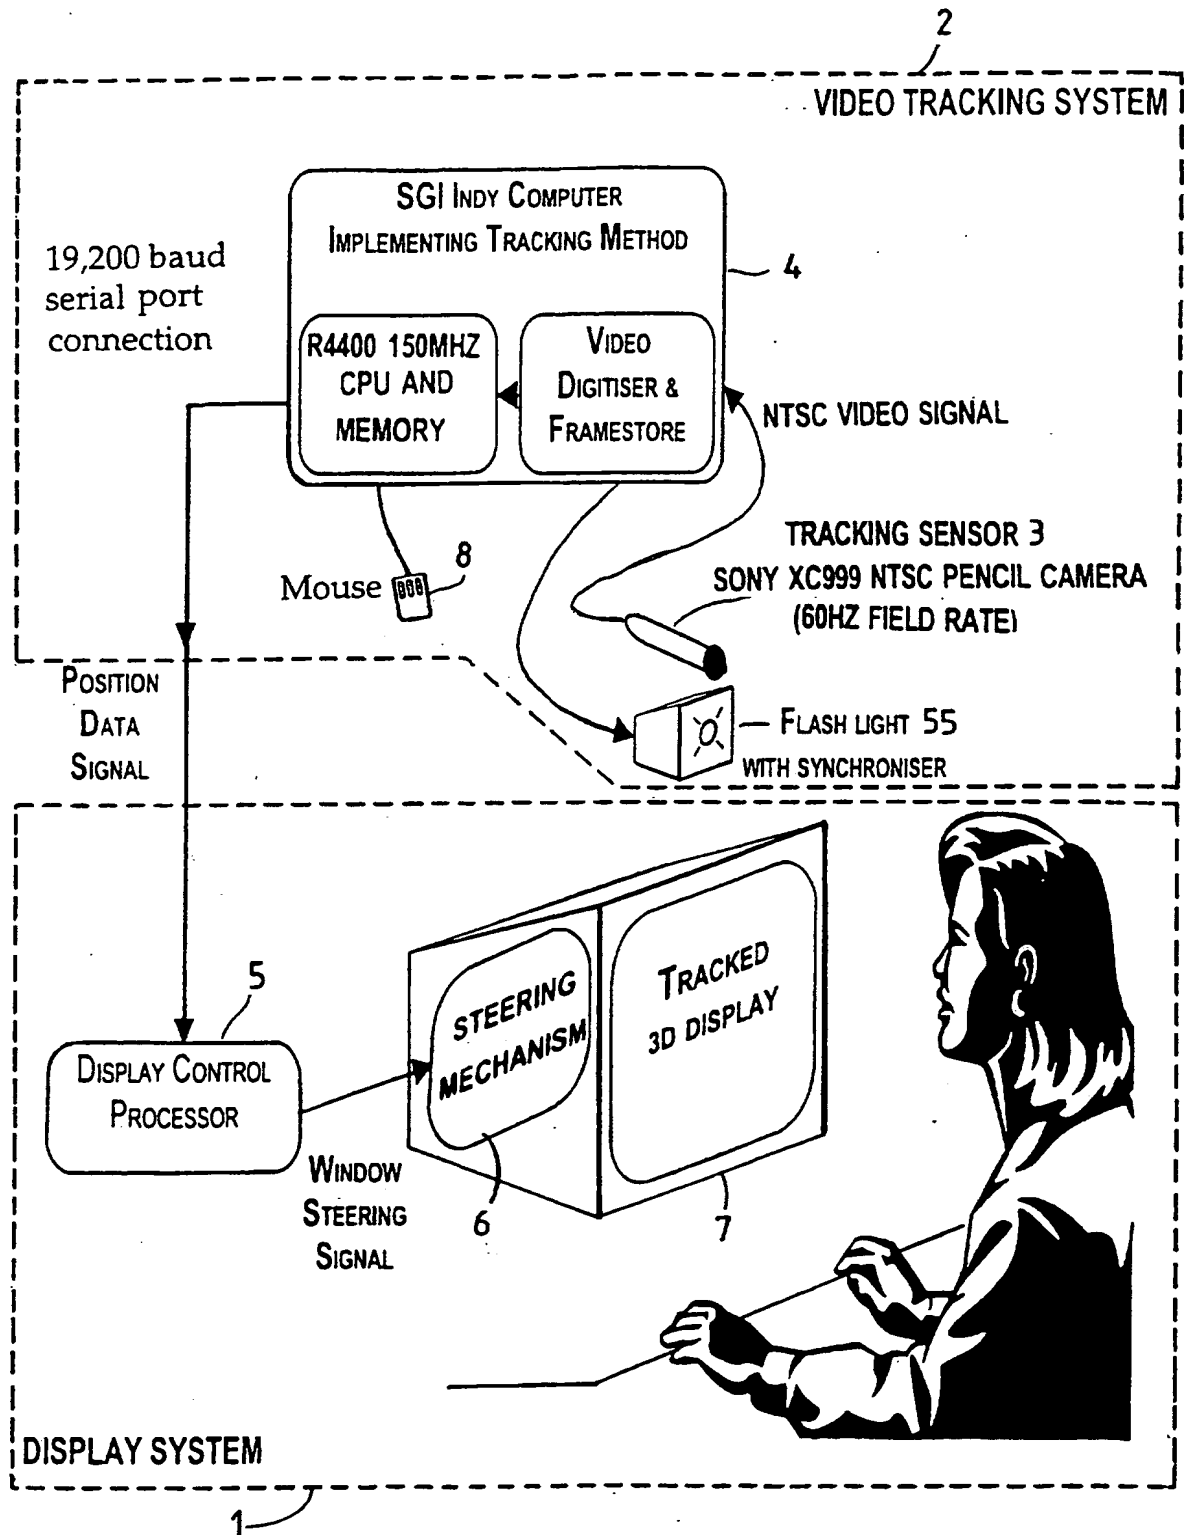 2
VIDEO TRACKING SYSTEM
SGI INDY COMPUTER
IMPLEMENTING TRACKING METHOD
4
19,200 baud
serial port
connection
R4400 150MHZ
CPU AND
MEMORY
VIDEO
DIGITISER &
FRAMESTORE
NTSC VIDEO SIGNAL
TRACKING SENSOR 3
SONY XC999 NTSC PENCIL CAMERA
(60HZ FIELD RATE)
Mouse
8
POSITION
DATA
SIGNAL
FLASH LIGHT 55
WITH SYNCHRONISER
5
DISPLAY CONTROL
PROCESSOR
STEERING
MECHANISM
TRACKED
3D DISPLAY
WINDOW
STEERING
SIGNAL
6
7
DISPLAY SYSTEM
1